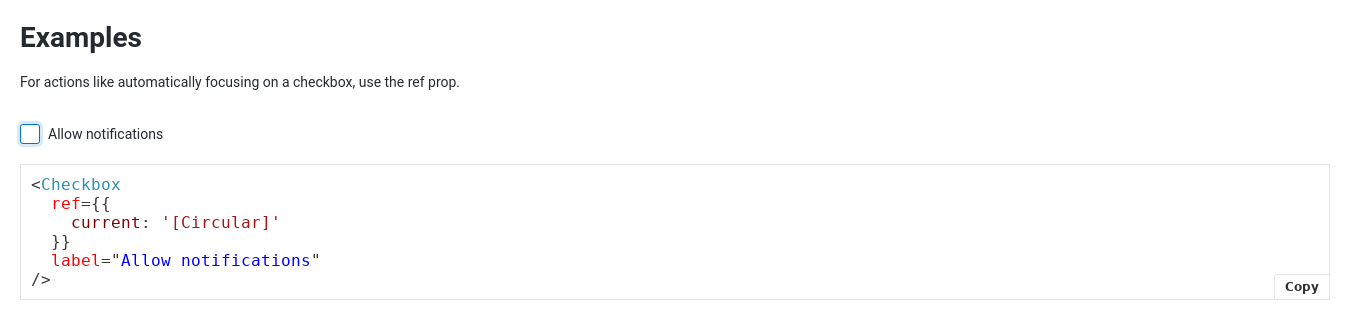 Examples
For actions like automatically focusing on a checkbox, use the ref prop.
Allow notifications
<Checkbox
  ref={{
    current: '[Circular]'
  }}
  label="Allow notifications"
/>
Copy